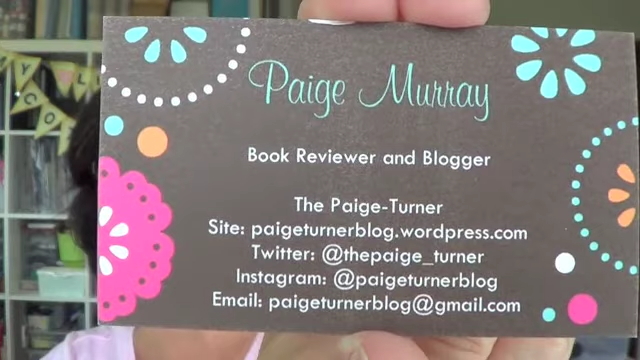 Paige Murray
Book Reviewer and Blogger
The Paige-Turner
Site: paigeturnerblog.wordpress.com
Twitter: @thepaige_turner
Instagram: @paigeturnerblog
Email: paigeturnerblog@gmail.com